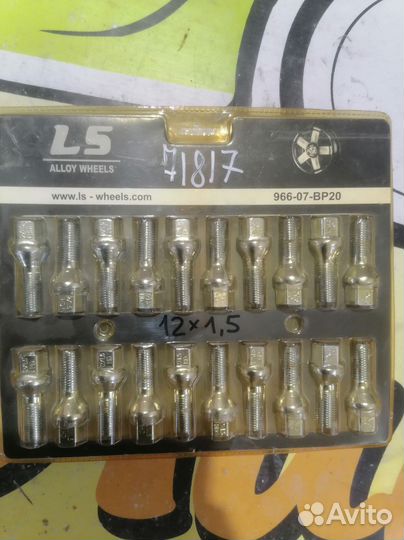 LS
ALLOY WHEELS
71817
www.ls - wheels.com
966-07-BP20
12×1,5
Avito